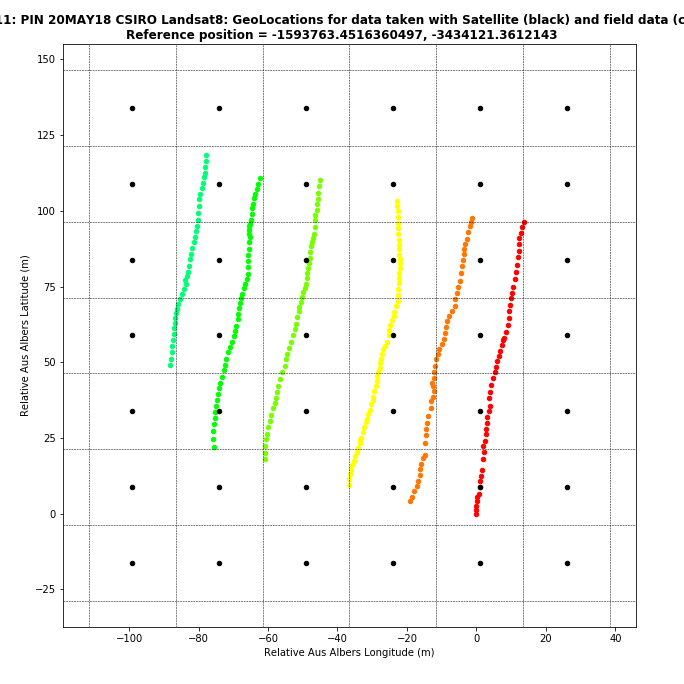 11: PIN 20MAY18 CSIRO Landsat8: GeoLocations for data taken with Satellite (black) and field data (c
Reference position = -1593763.4516360497, -3434121.3612143
150
125
100
75
50
25
0
−25
Relative Aus Albers Latitude (m)
−100 −80 −60 −40 −20 0 20 40
Relative Aus Albers Longitude (m)